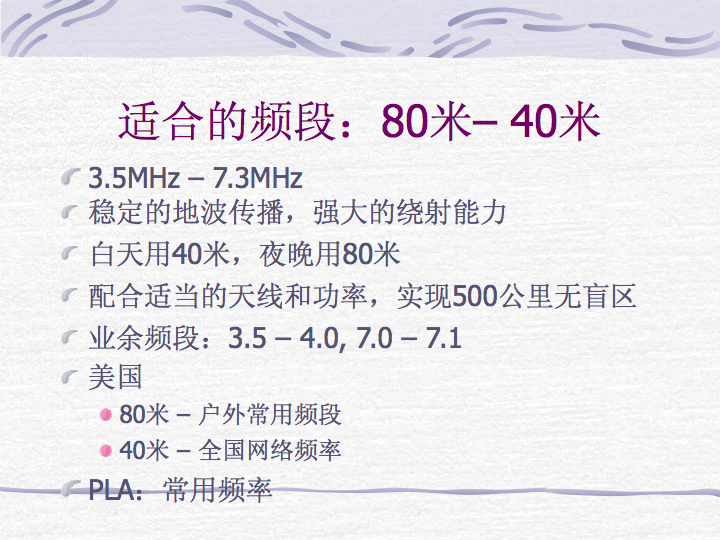 适合的频段：80米– 40米
3.5MHz – 7.3MHz
稳定的地波传播，强大的绕射能力
白天用40米，夜晚用80米
配合适当的天线和功率，实现500公里无盲区
业余频段：3.5 – 4.0, 7.0 – 7.1
美国
80米 – 户外常用频段
40米 – 全国网络频率
PLA：常用频率